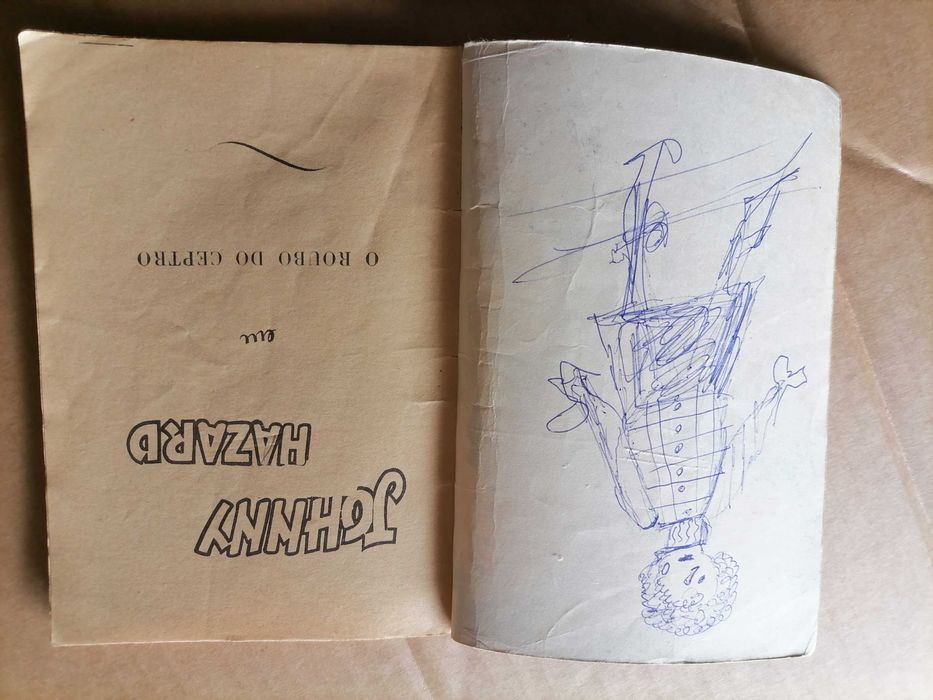 JOHNNY
HAZARD
em
O ROUBO DO CEPTRO